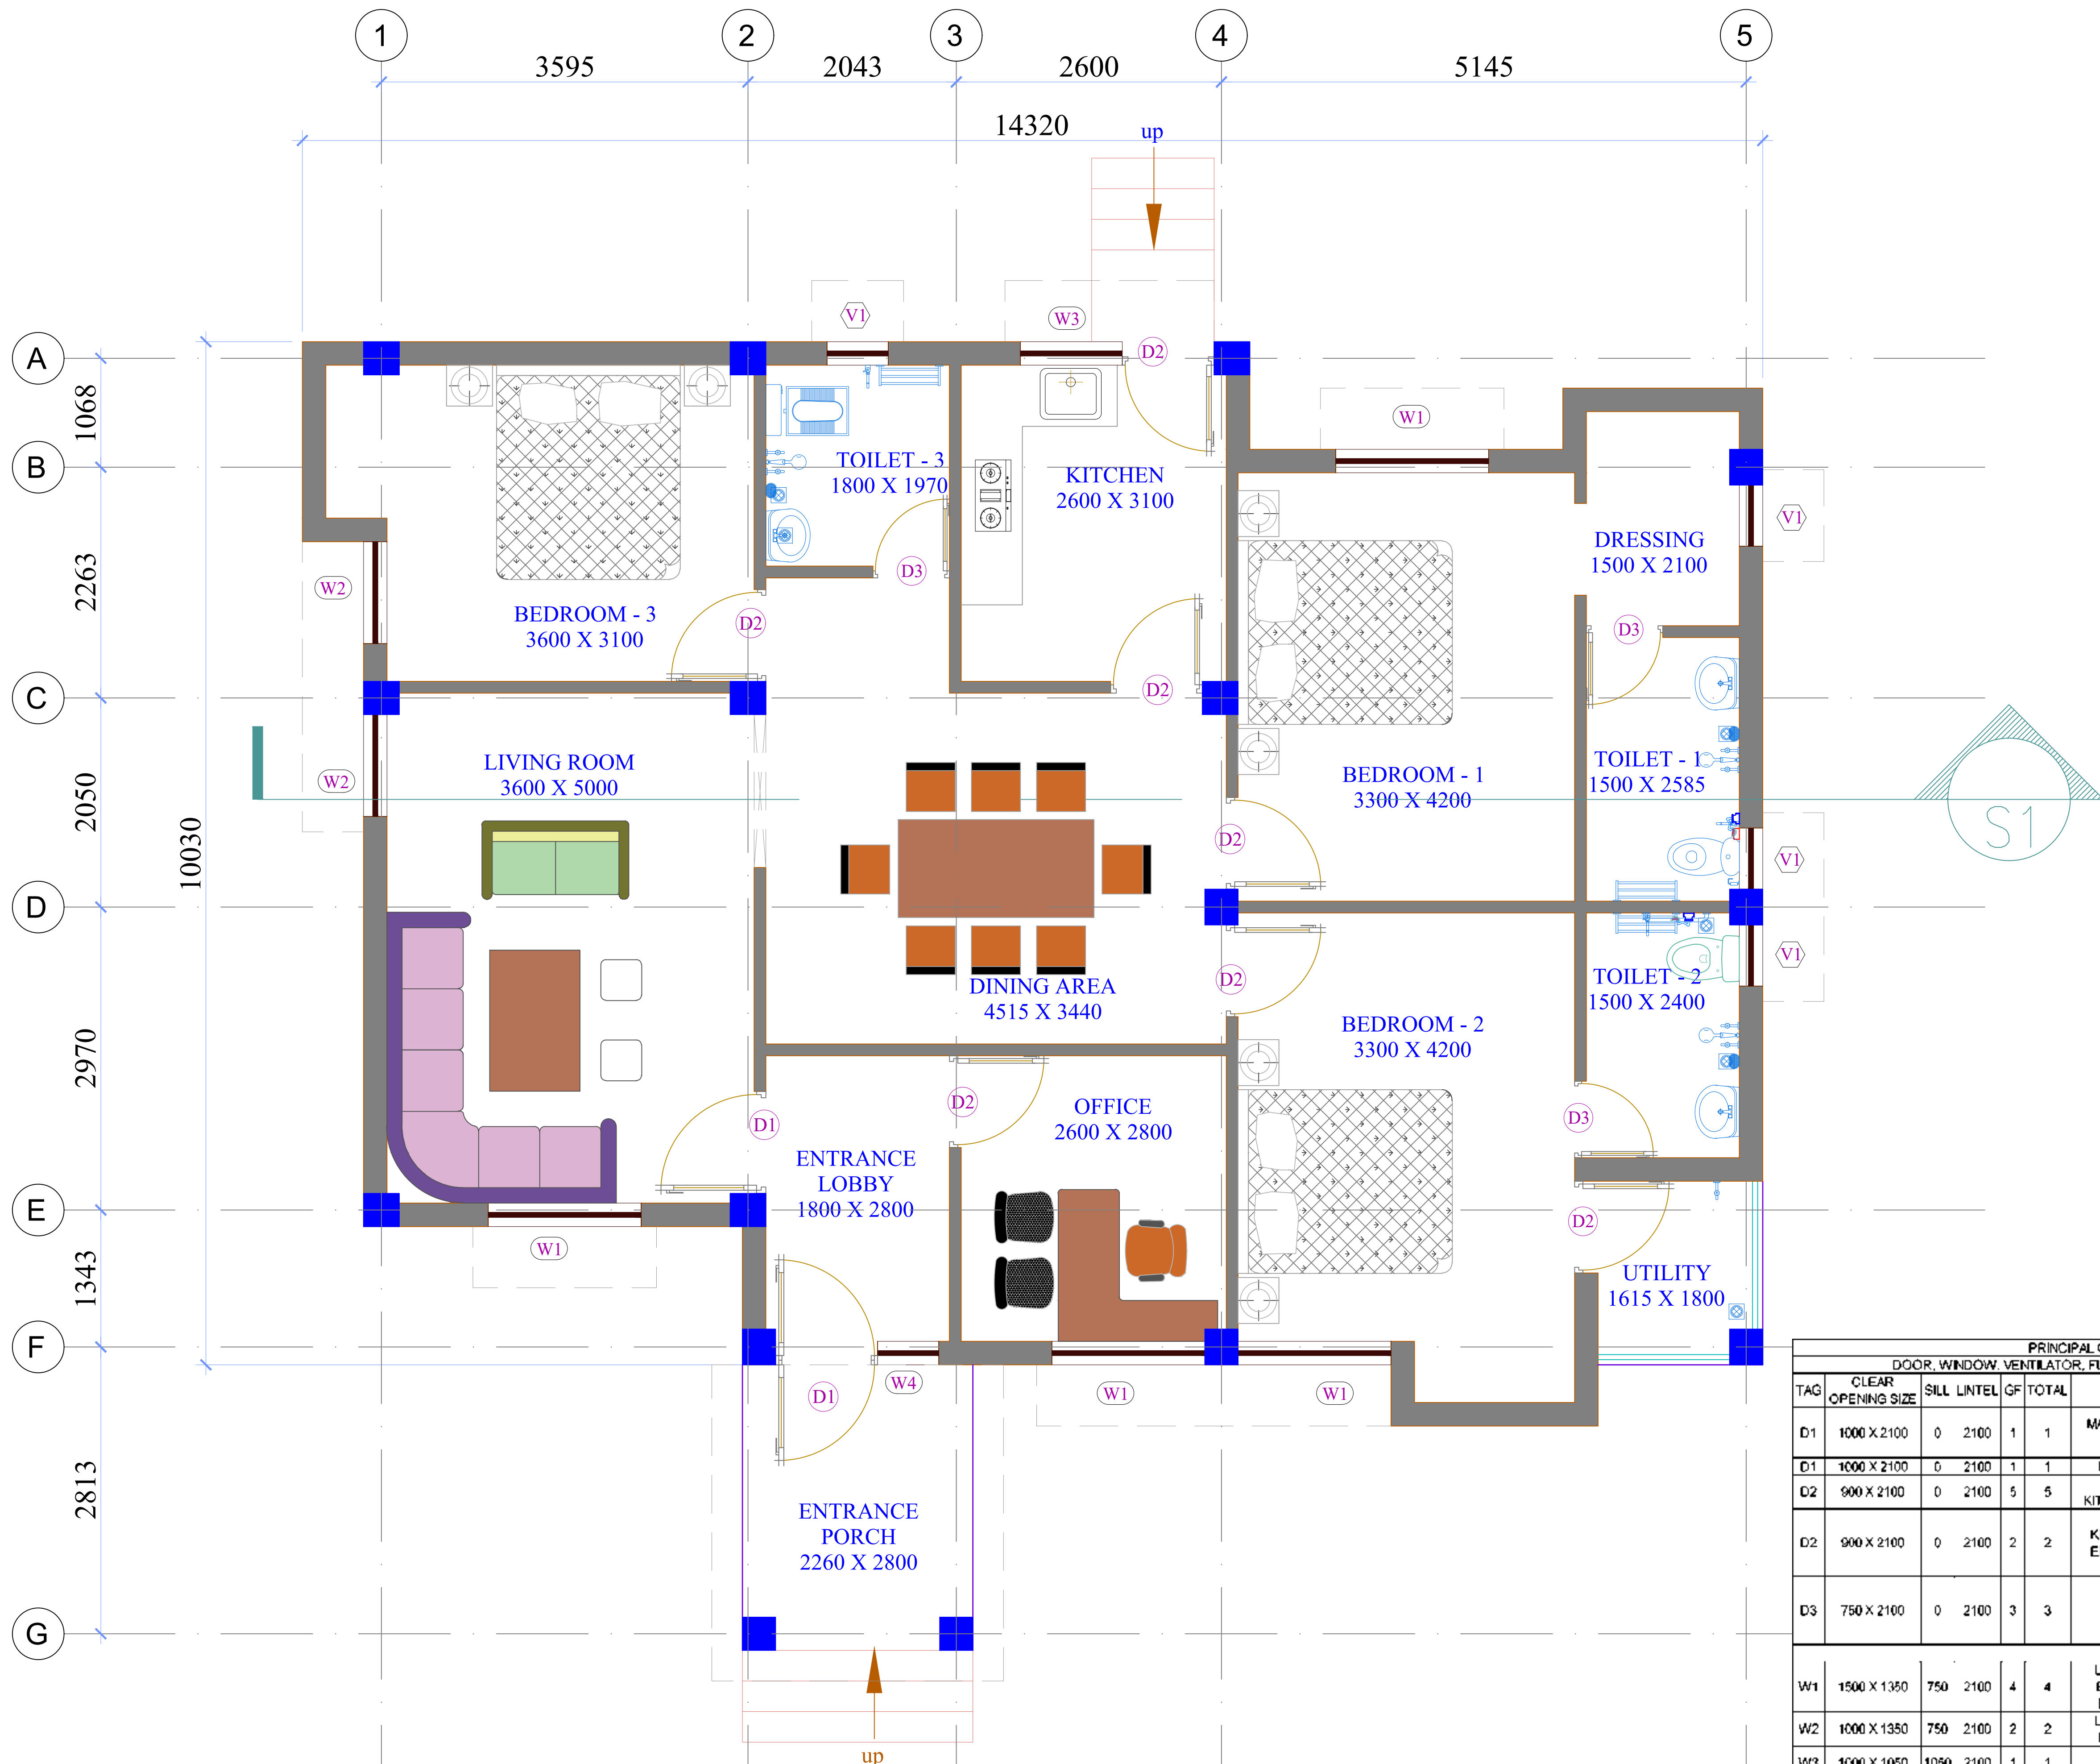 1
2
3
4
5
3595
2043
2600
5145
14320
up
V1
W3
A
D2
1068
W1
B
TOILET - 3
1800 X 1970
KITCHEN
2600 X 3100
V1
DRESSING
1500 X 2100
2263
W2
D3
BEDROOM - 3
3600 X 3100
D2
D3
C
D2
LIVING ROOM
3600 X 5000
W2
BEDROOM - 1
3300 X 4200
TOILET - 1
1500 X 2585
2050
10030
D2
S1
V1
D
V1
DINING AREA
4515 X 3440
D2
TOILET - 2
1500 X 2400
BEDROOM - 2
3300 X 4200
2970
D1
D2
OFFICE
2600 X 2800
D3
ENTRANCE
LOBBY
1800 X 2800
E
D2
W1
1343
UTILITY
1615 X 1800
F
D1
W4
W1
W1
2813
ENTRANCE
PORCH
2260 X 2800
G
up
PRINCIPAL
DOOR, WINDOW. VENTILATOR,
TAG CLEAR OPENING SIZE SILL LINTEL GF TOTAL
D1 1000 X 2100 0 2100 1 1
D1 1000 X 2100 0 2100 1 1
D2 900 X 2100 0 2100 5 5
D2 900 X 2100 0 2100 2 2
D3 750 X 2100 0 2100 3 3
W1 1500 X 1350 750 2100 4 4
W2 1000 X 1350 750 2100 2 2
W3 1000 X 1050 1050 2100 1 1